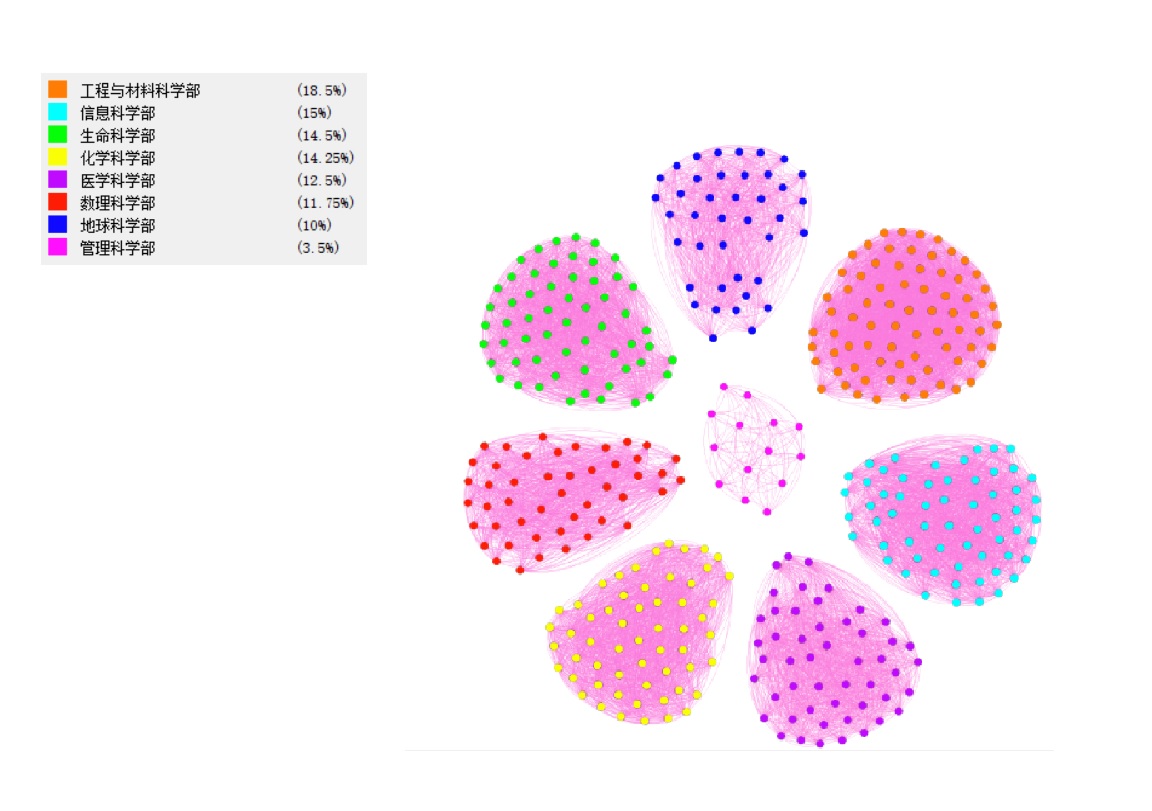 工程与材料科学部 (18.5%)
信息科学部 (15%)
生命科学部 (14.5%)
化学科学部 (14.25%)
医学科学部 (12.5%)
数理科学部 (11.75%)
地球科学部 (10%)
管理科学部 (3.5%)